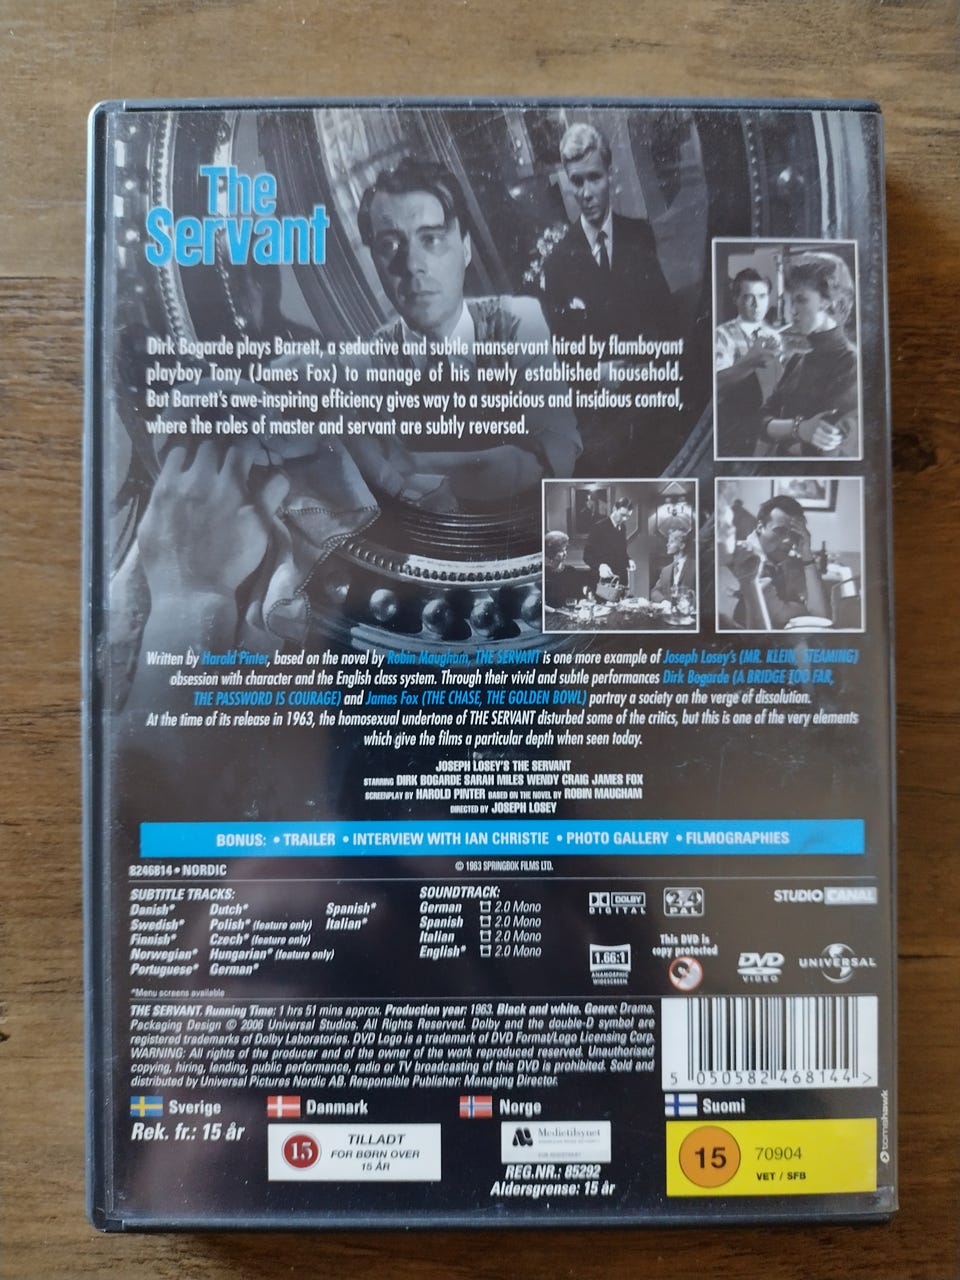 The
Servant
Dirk Bogarde plays Barrett, a seductive and subtle manservant hired by flamboyant
playboy Tony (James Fox) to manage of his newly established household.
But Barrett's awe-inspiring efficiency gives way to a suspicious and insidious control,
where the roles of master and servant are subtly reversed.
Written by Harold Pinter, based on the novel by Robin Maugham, THE SERVANT is one more example of Joseph Losey's (MR. KLEIN, STEAMING)
obsession with character and the English class system. Through their vivid and subtle performances Dirk Bogarde (A BRIDGE TOO FAR,
THE PASSWORD IS COURAGE) and James Fox (THE CHASE, THE GOLDEN BOWL) portray a society on the verge of dissolution.
At the time of its release in 1963, the homosexual undertone of THE SERVANT disturbed some of the critics, but this is one of the very elements
which give the films a particular depth when seen today.
JOSEPH LOSEY'S THE SERVANT
STARRING DIRK BOGARDE SARAH MILES WENDY CRAIG JAMES FOX
SCREENPLAY BY HAROLD PINTER BASED ON THE NOVEL BY ROBIN MAUGHAM
DIRECTED BY JOSEPH LOSEY
BONUS: • TRAILER • INTERVIEW WITH IAN CHRISTIE • PHOTO GALLERY • FILMOGRAPHIES
8246814 • NORDIC
© 1963 SPRINGBOK FILMS LTD.
SUBTITLE TRACKS:
Danish* Dutch* Spanish*
Swedish* Polish* (feature only) Italian*
Finnish* Czech* (feature only)
Norwegian* Hungarian* (feature only)
Portuguese* German*
*Menu screens available
SOUNDTRACK:
German 2.0 Mono
Spanish 2.0 Mono
Italian 2.0 Mono
English* 2.0 Mono
DOLBY
DIGITAL
2 4
PAL
STUDIO CANAL
1.66:1
ANAMORPHIC
WIDESCREEN
This DVD is
copy protected
DVD
VIDEO
UNIVERSAL
THE SERVANT. Running Time: 1 hrs 51 mins approx. Production year: 1963. Black and white. Genre: Drama.
Packaging Design © 2006 Universal Studios. All Rights Reserved. Dolby and the double-D symbol are
registered trademarks of Dolby Laboratories. DVD Logo is a trademark of DVD Format/Logo Licensing Corp.
WARNING: All rights of the producer and of the owner of the work reproduced reserved. Unauthorised
copying, hiring, lending, public performance, radio or TV broadcasting of this DVD is prohibited. Sold and
distributed by Universal Pictures Nordic AB. Responsible Publisher: Managing Director.
5 050582 468144 >
Sverige
Rek. fr.: 15 år
Danmark
15
TILLADT
FOR BØRN OVER
15 ÅR
Norge
Medietilsynet
REG.NR.: 85292
Aldersgrense: 15 år
Suomi
15
70904
VET / SFB
tomahawk